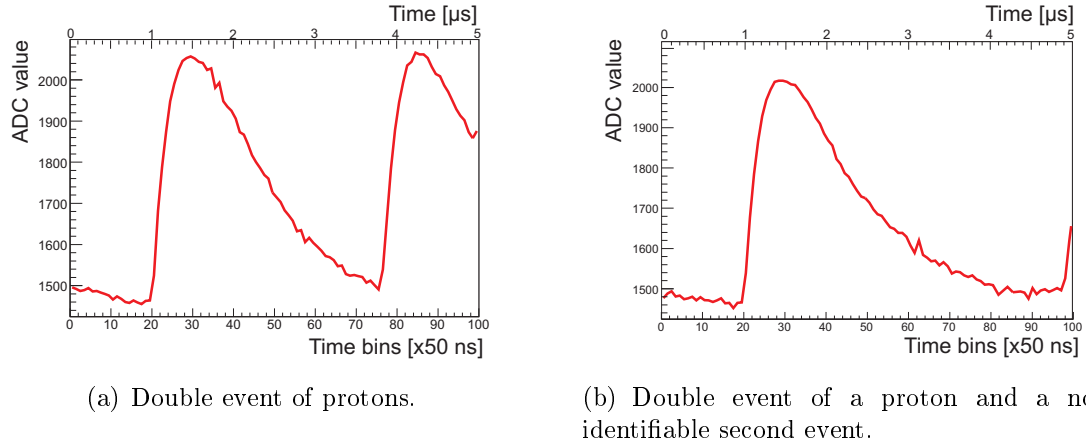 Time [µs]
0 1 2 3 4 5
ADC value
2000
1900
1800
1700
1600
1500
0 10 20 30 40 50 60 70 80 90 100
Time bins [x50 ns]
(a) Double event of protons.
Time [µs]
0 1 2 3 4 5
ADC value
2000
1900
1800
1700
1600
1500
0 10 20 30 40 50 60 70 80 90 100
Time bins [x50 ns]
(b) Double event of a proton and a no
identifiable second event.